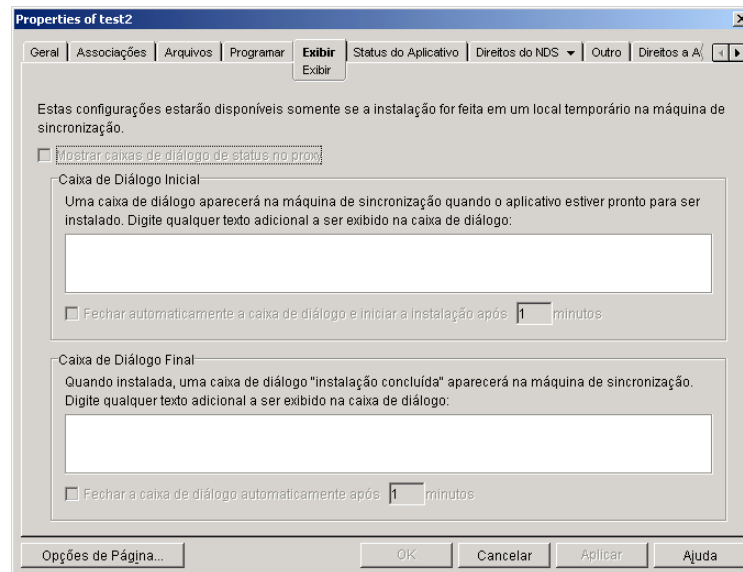 Properties of test2
Geral Associações Arquivos Programar Exibir Status do Aplicativo Direitos do NDS Outro Direitos a
Exibir
Estas configurações estarão disponíveis somente se a instalação for feita em um local temporário na máquina de
sincronização.
Mostrar caixas de diálogo de status no prox
Caixa de Diálogo Inicial
Uma caixa de diálogo aparecerá na máquina de sincronização quando o aplicativo estiver pronto para ser
instalado. Digite qualquer texto adicional a ser exibido na caixa de diálogo:
Fechar automaticamente a caixa de diálogo e iniciar a instalação após 1 minutos
Caixa de Diálogo Final
Quando instalada, uma caixa de diálogo "instalação concluída" aparecerá na máquina de sincronização.
Digite qualquer texto adicional a ser exibido na caixa de diálogo:
Fechar a caixa de diálogo automaticamente após 1 minutos
Opções de Página... OK Cancelar Aplicar Ajuda